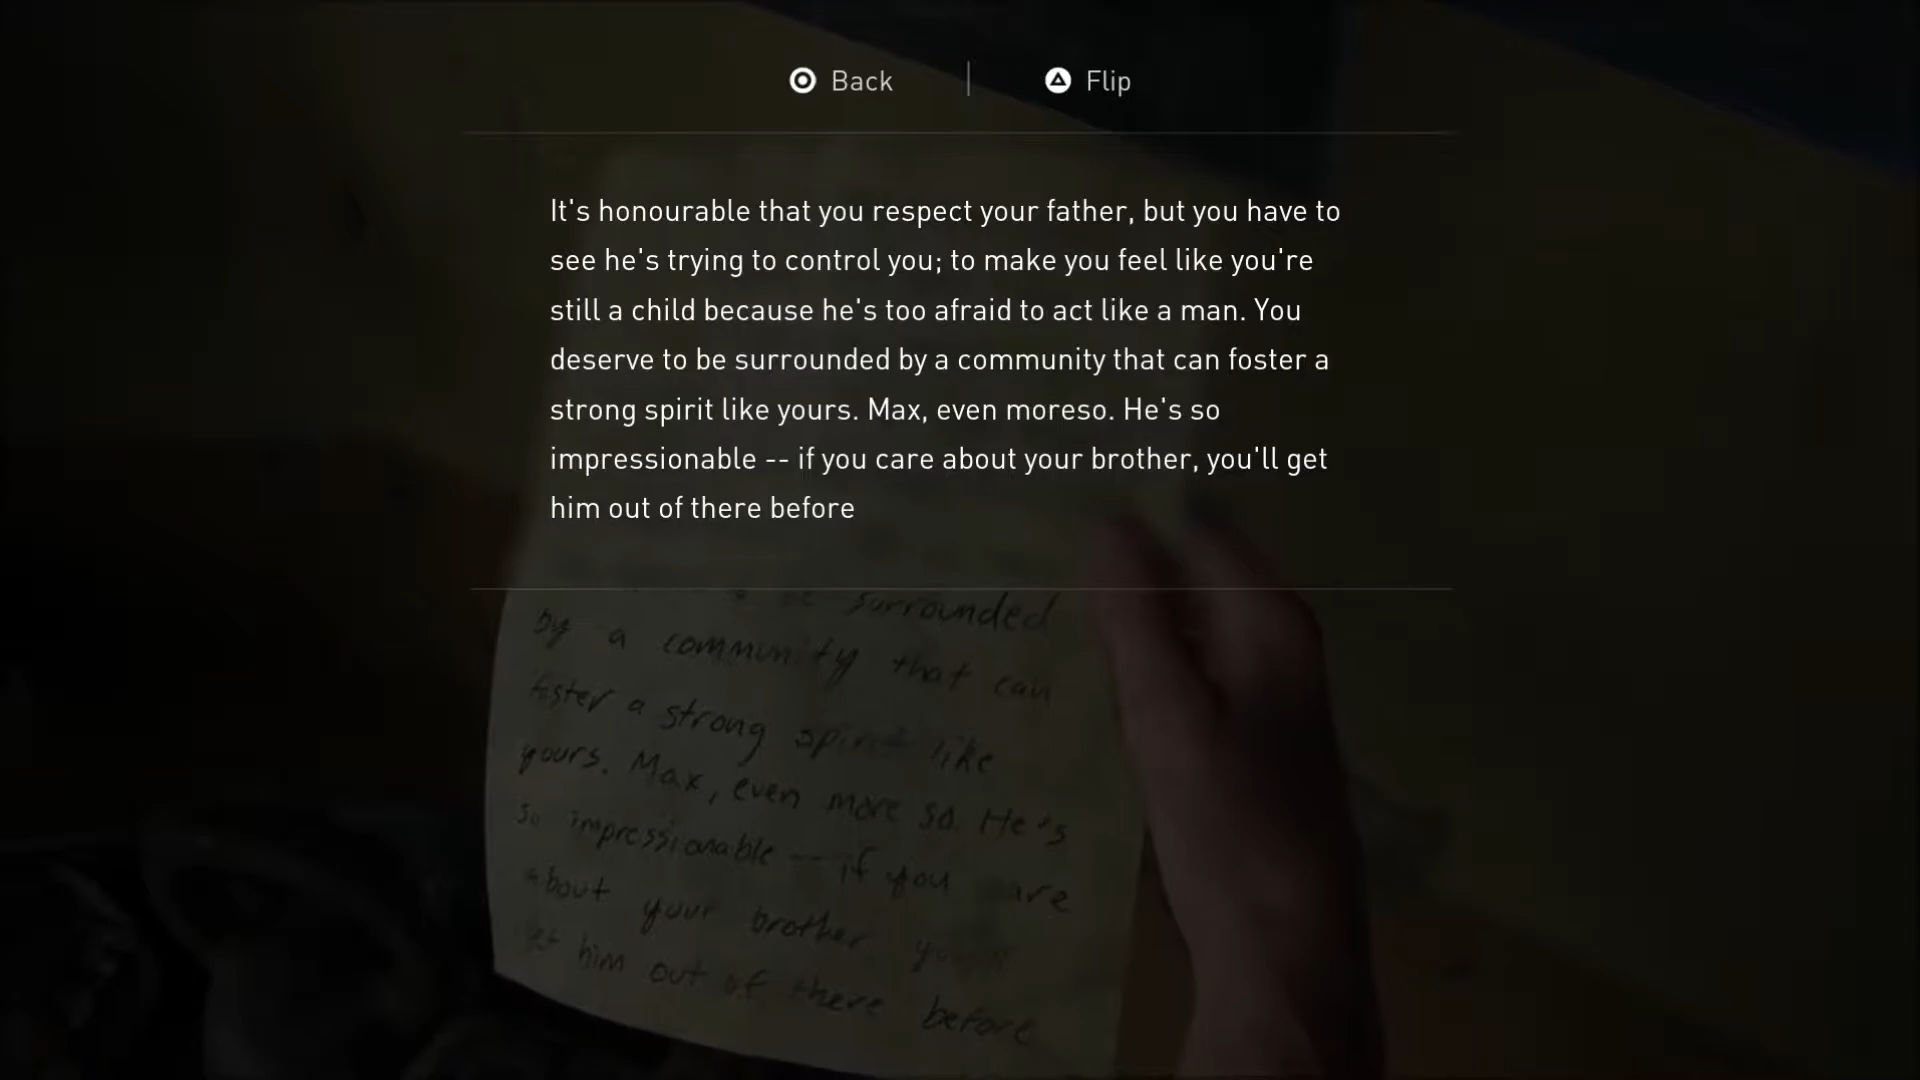 Back | Flip
It's honourable that you respect your father, but you have to
see he's trying to control you; to make you feel like you're
still a child because he's too afraid to act like a man. You
deserve to be surrounded by a community that can foster a
strong spirit like yours. Max, even moreso. He's so
impressionable -- if you care about your brother, you'll get
him out of there before
surrounded
by a community that can
foster a strong spirit like
yours. Max, even more so. He's
so impressionable -- if you care
about your brother
him out of there before